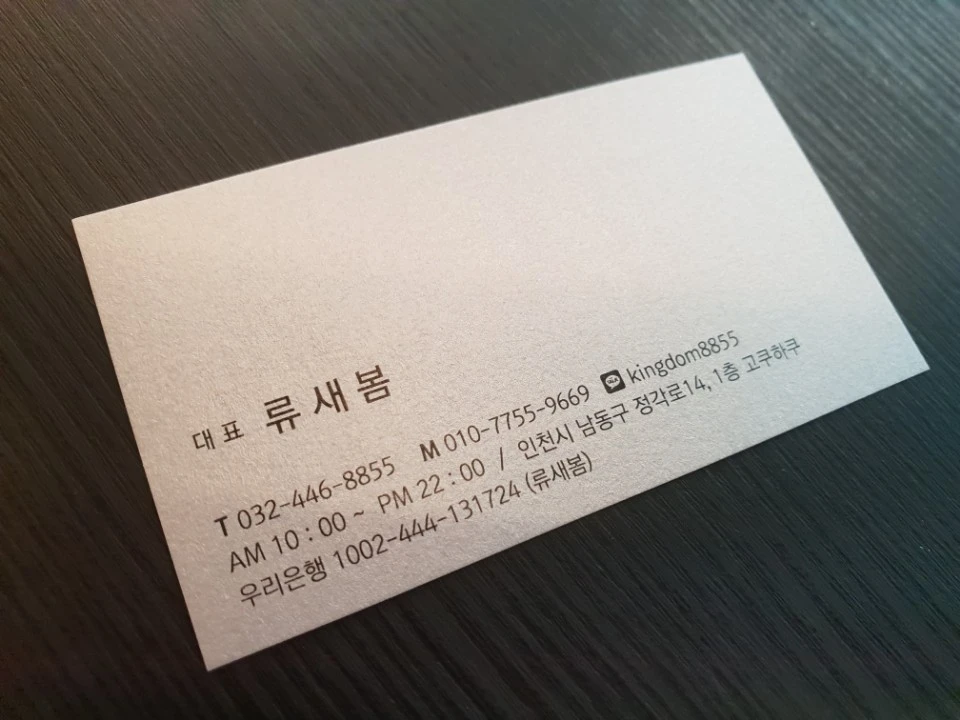 대표 류새봄
T 032-446-8855 M 010-7755-9669 kingdom8855
AM 10 : 00 ~ PM 22 : 00 / 인천시 남동구 정각로14, 1층 고쿠하쿠
우리은행 1002-444-131724 (류새봄)